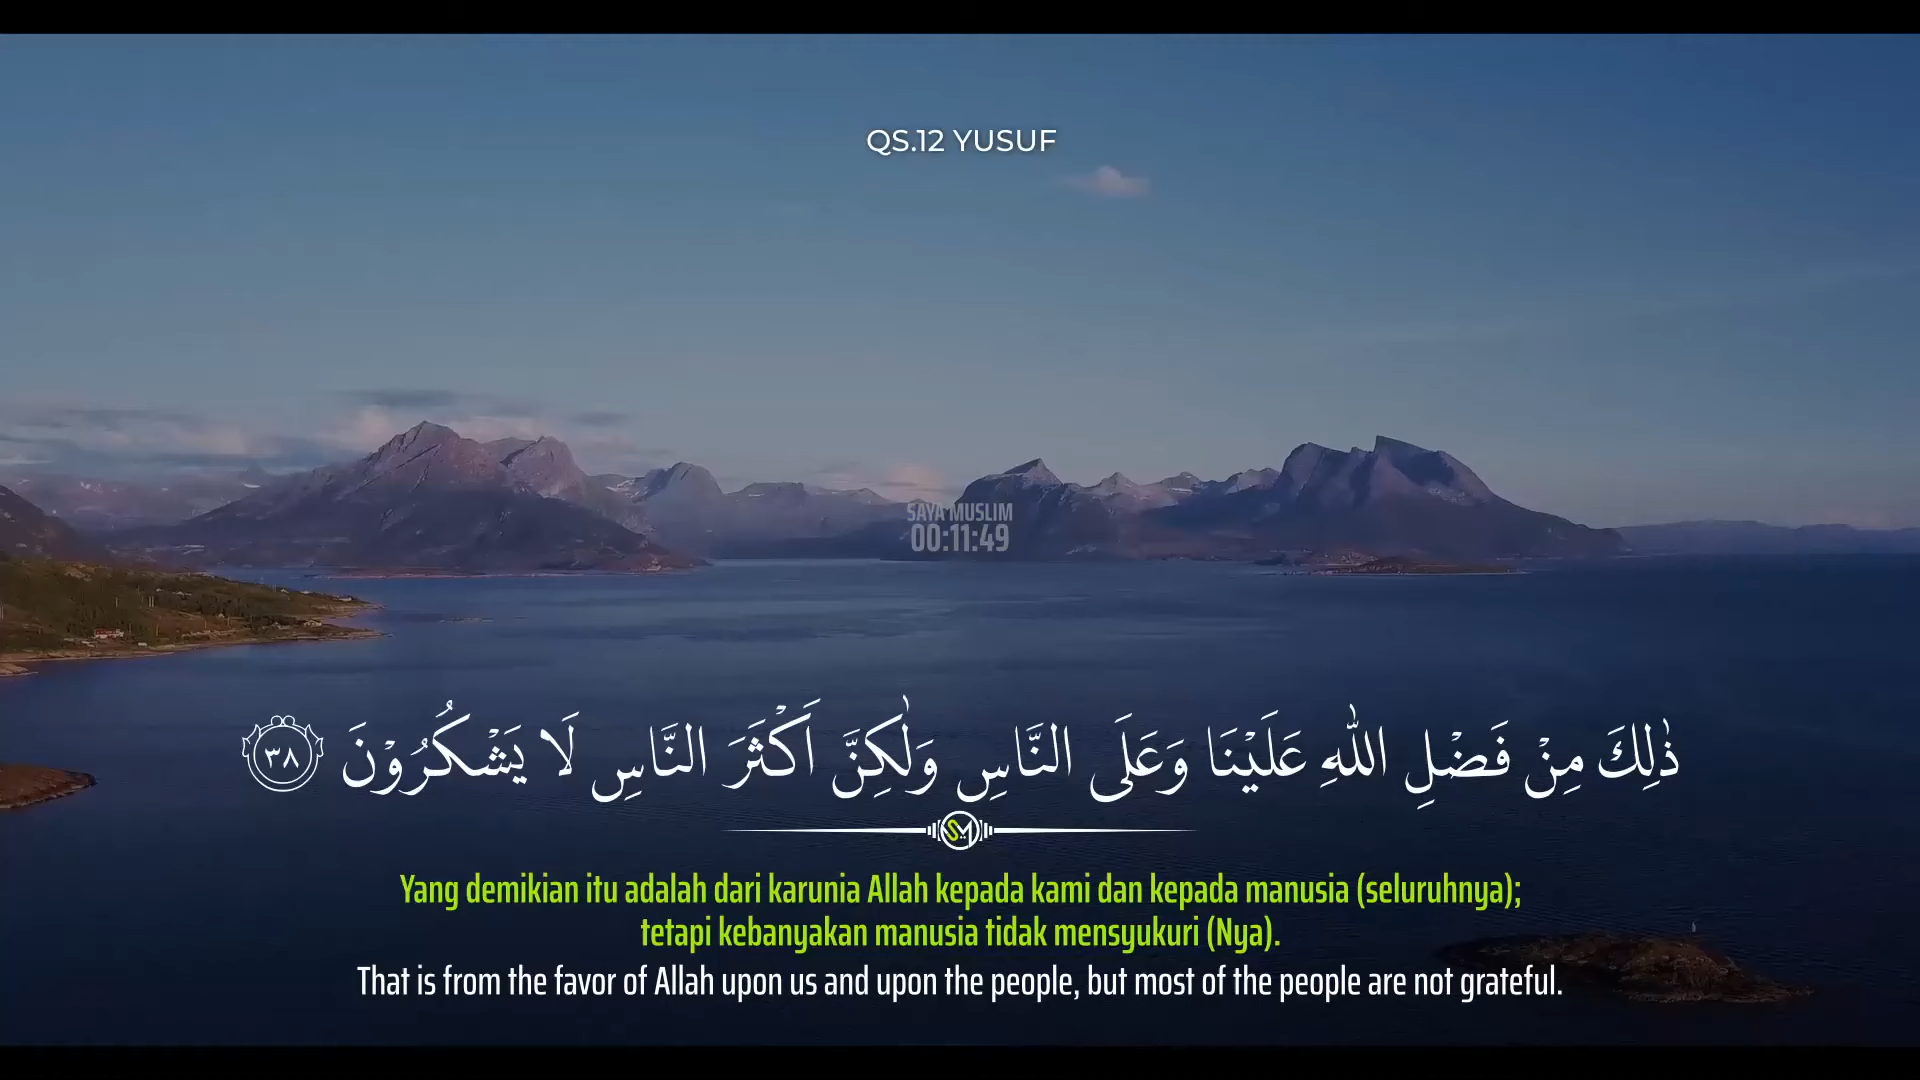 QS.12 YUSUF
SAYA MUSLIM
00:11:49
ذٰلِكَ مِنْ فَضْلِ اللّٰهِ عَلَيْنَا وَعَلَى النَّاسِ وَلٰكِنَّ اَكْثَرَ النَّاسِ لَا يَشْكُرُوْنَ ٣٨
SM
Yang demikian itu adalah dari karunia Allah kepada kami dan kepada manusia (seluruhnya);
tetapi kebanyakan manusia tidak mensyukuri (Nya).
That is from the favor of Allah upon us and upon the people, but most of the people are not grateful.